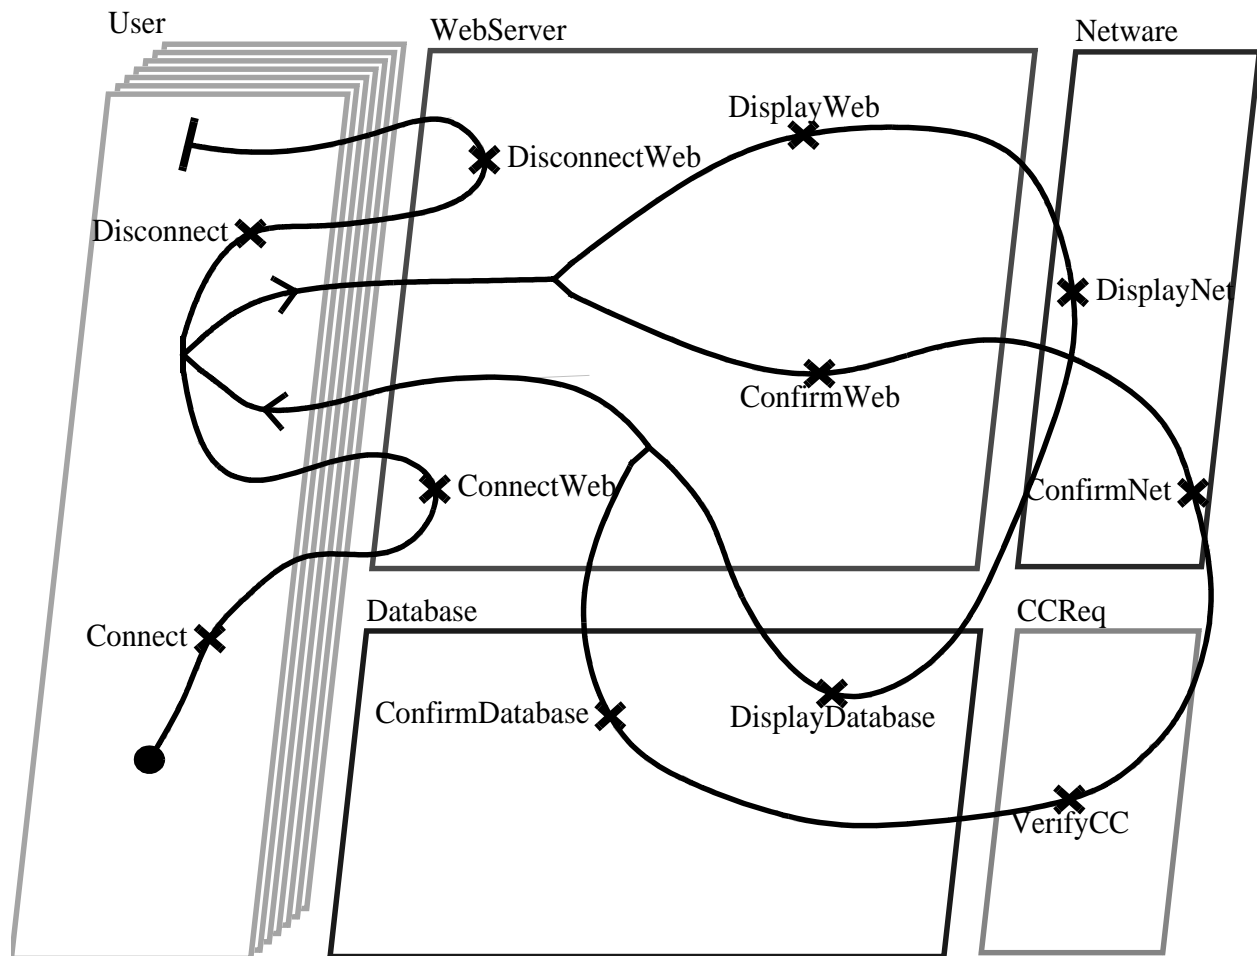 User
WebServer
Netware
DisplayWeb
DisconnectWeb
Disconnect
DisplayNet
ConfirmWeb
ConnectWeb
ConfirmNet
Database
CCReq
Connect
ConfirmDatabase
DisplayDatabase
VerifyCC